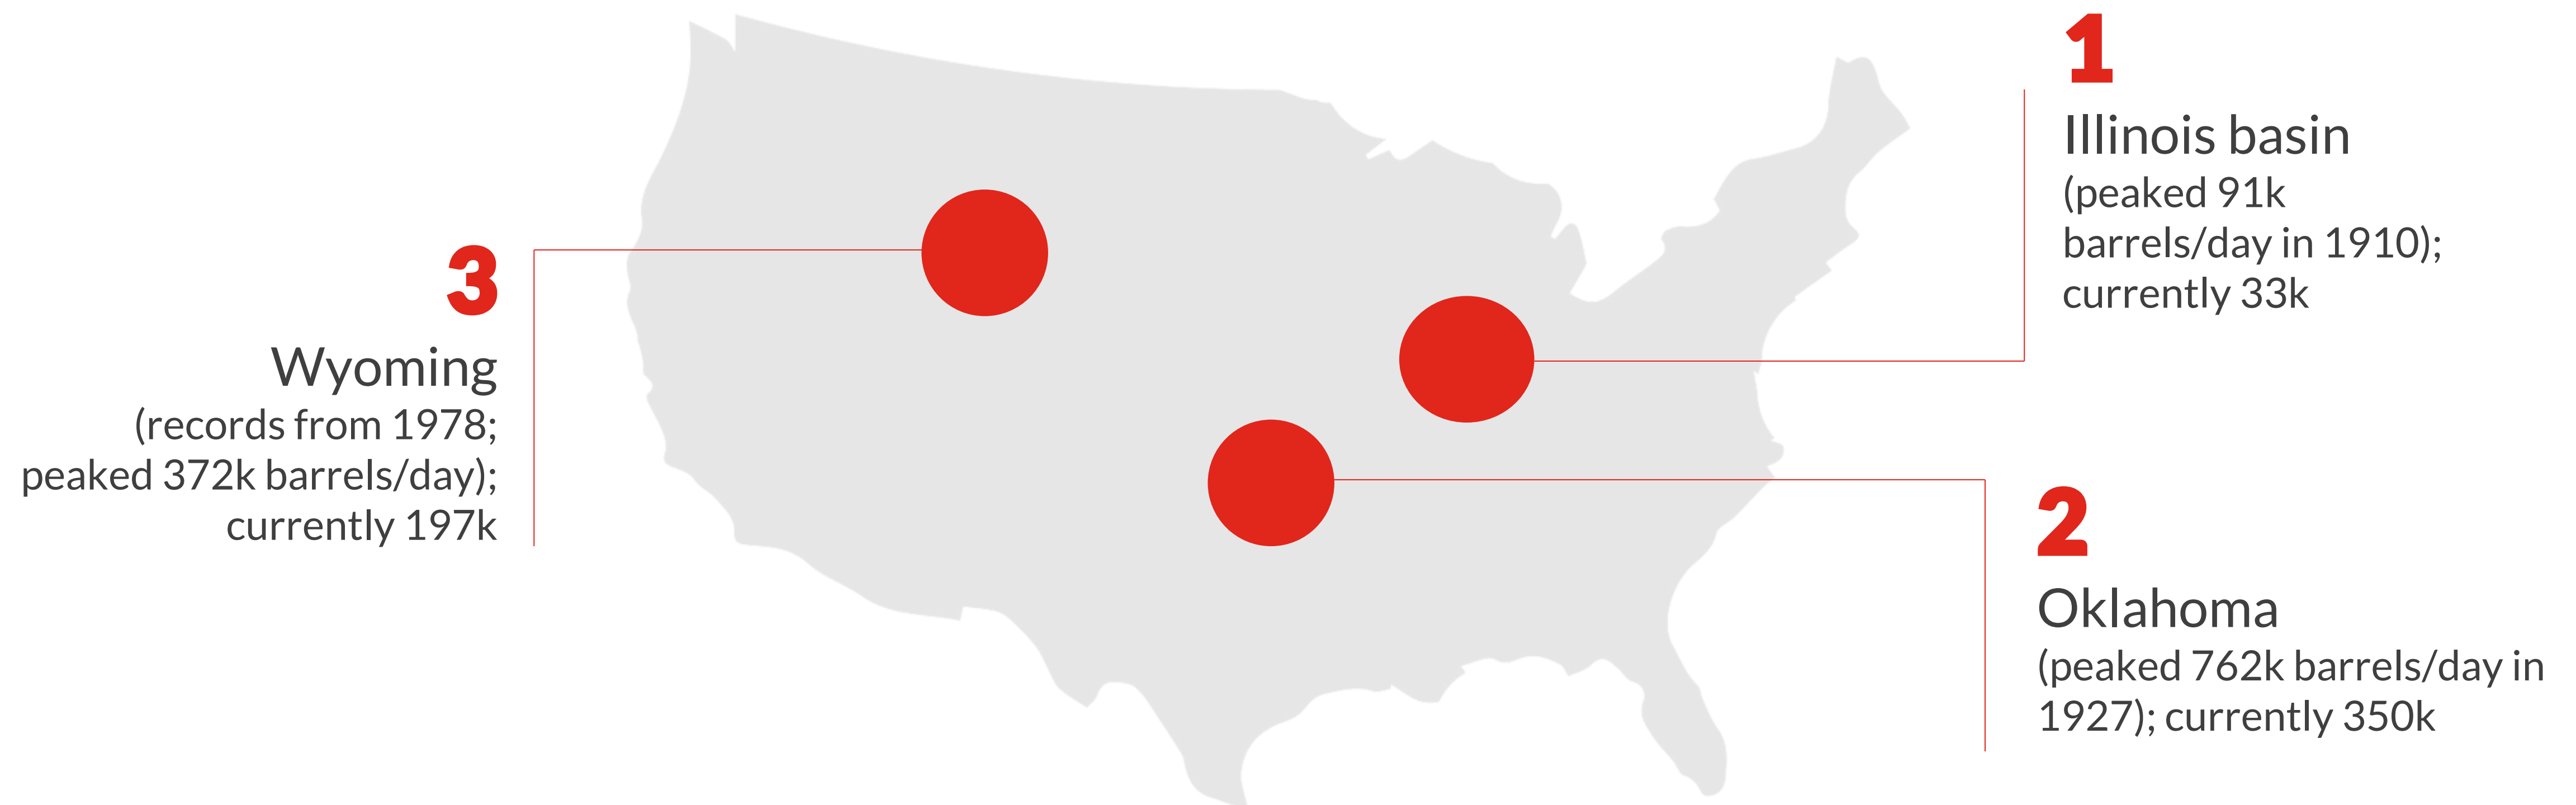 1
Illinois basin
(peaked 91k
barrels/day in 1910);
currently 33k
3
Wyoming
(records from 1978;
peaked 372k barrels/day);
currently 197k
2
Oklahoma
(peaked 762k barrels/day in
1927); currently 350k